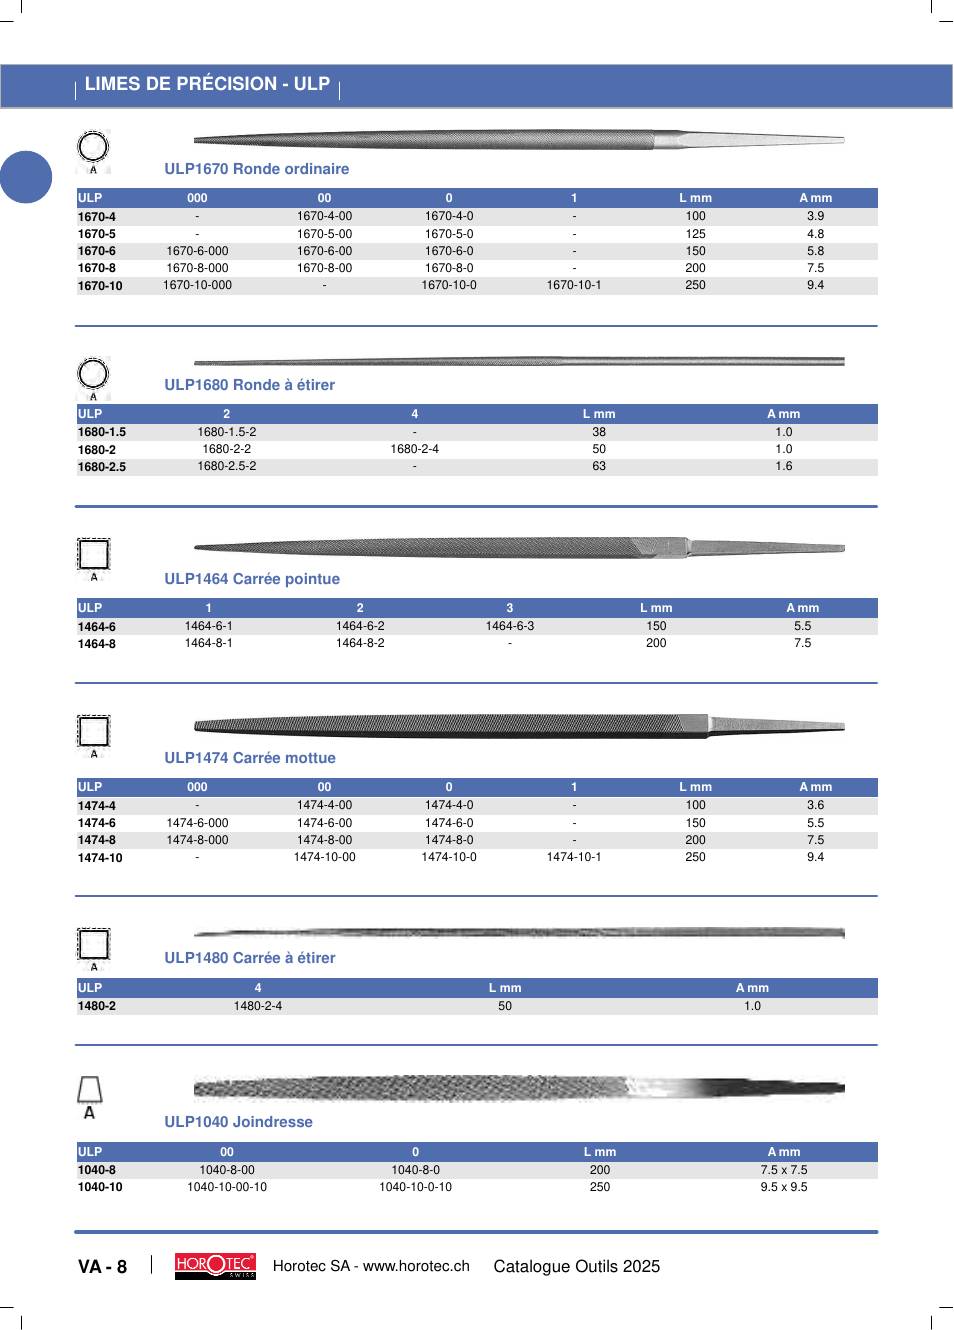 LIMES DE PRÉCISION - ULP
A
ULP1670 Ronde ordinaire
ULP 000 00 0 1 L mm A mm
1670-4 - 1670-4-00 1670-4-0 - 100 3.9
1670-5 - 1670-5-00 1670-5-0 - 125 4.8
1670-6 1670-6-000 1670-6-00 1670-6-0 - 150 5.8
1670-8 1670-8-000 1670-8-00 1670-8-0 - 200 7.5
1670-10 1670-10-000 - 1670-10-0 1670-10-1 250 9.4
A
ULP1680 Ronde à étirer
ULP 2 4 L mm A mm
1680-1.5 1680-1.5-2 - 38 1.0
1680-2 1680-2-2 1680-2-4 50 1.0
1680-2.5 1680-2.5-2 - 63 1.6
A
ULP1464 Carrée pointue
ULP 1 2 3 L mm A mm
1464-6 1464-6-1 1464-6-2 1464-6-3 150 5.5
1464-8 1464-8-1 1464-8-2 - 200 7.5
A
ULP1474 Carrée mottue
ULP 000 00 0 1 L mm A mm
1474-4 - 1474-4-00 1474-4-0 - 100 3.6
1474-6 1474-6-000 1474-6-00 1474-6-0 - 150 5.5
1474-8 1474-8-000 1474-8-00 1474-8-0 - 200 7.5
1474-10 - 1474-10-00 1474-10-0 1474-10-1 250 9.4
A
ULP1480 Carrée à étirer
ULP 4 L mm A mm
1480-2 1480-2-4 50 1.0
A
ULP1040 Joindresse
ULP 00 0 L mm A mm
1040-8 1040-8-00 1040-8-0 200 7.5 x 7.5
1040-10 1040-10-00-10 1040-10-0-10 250 9.5 x 9.5
VA - 8 HOROTEC® SWISS Horotec SA - www.horotec.ch Catalogue Outils 2025